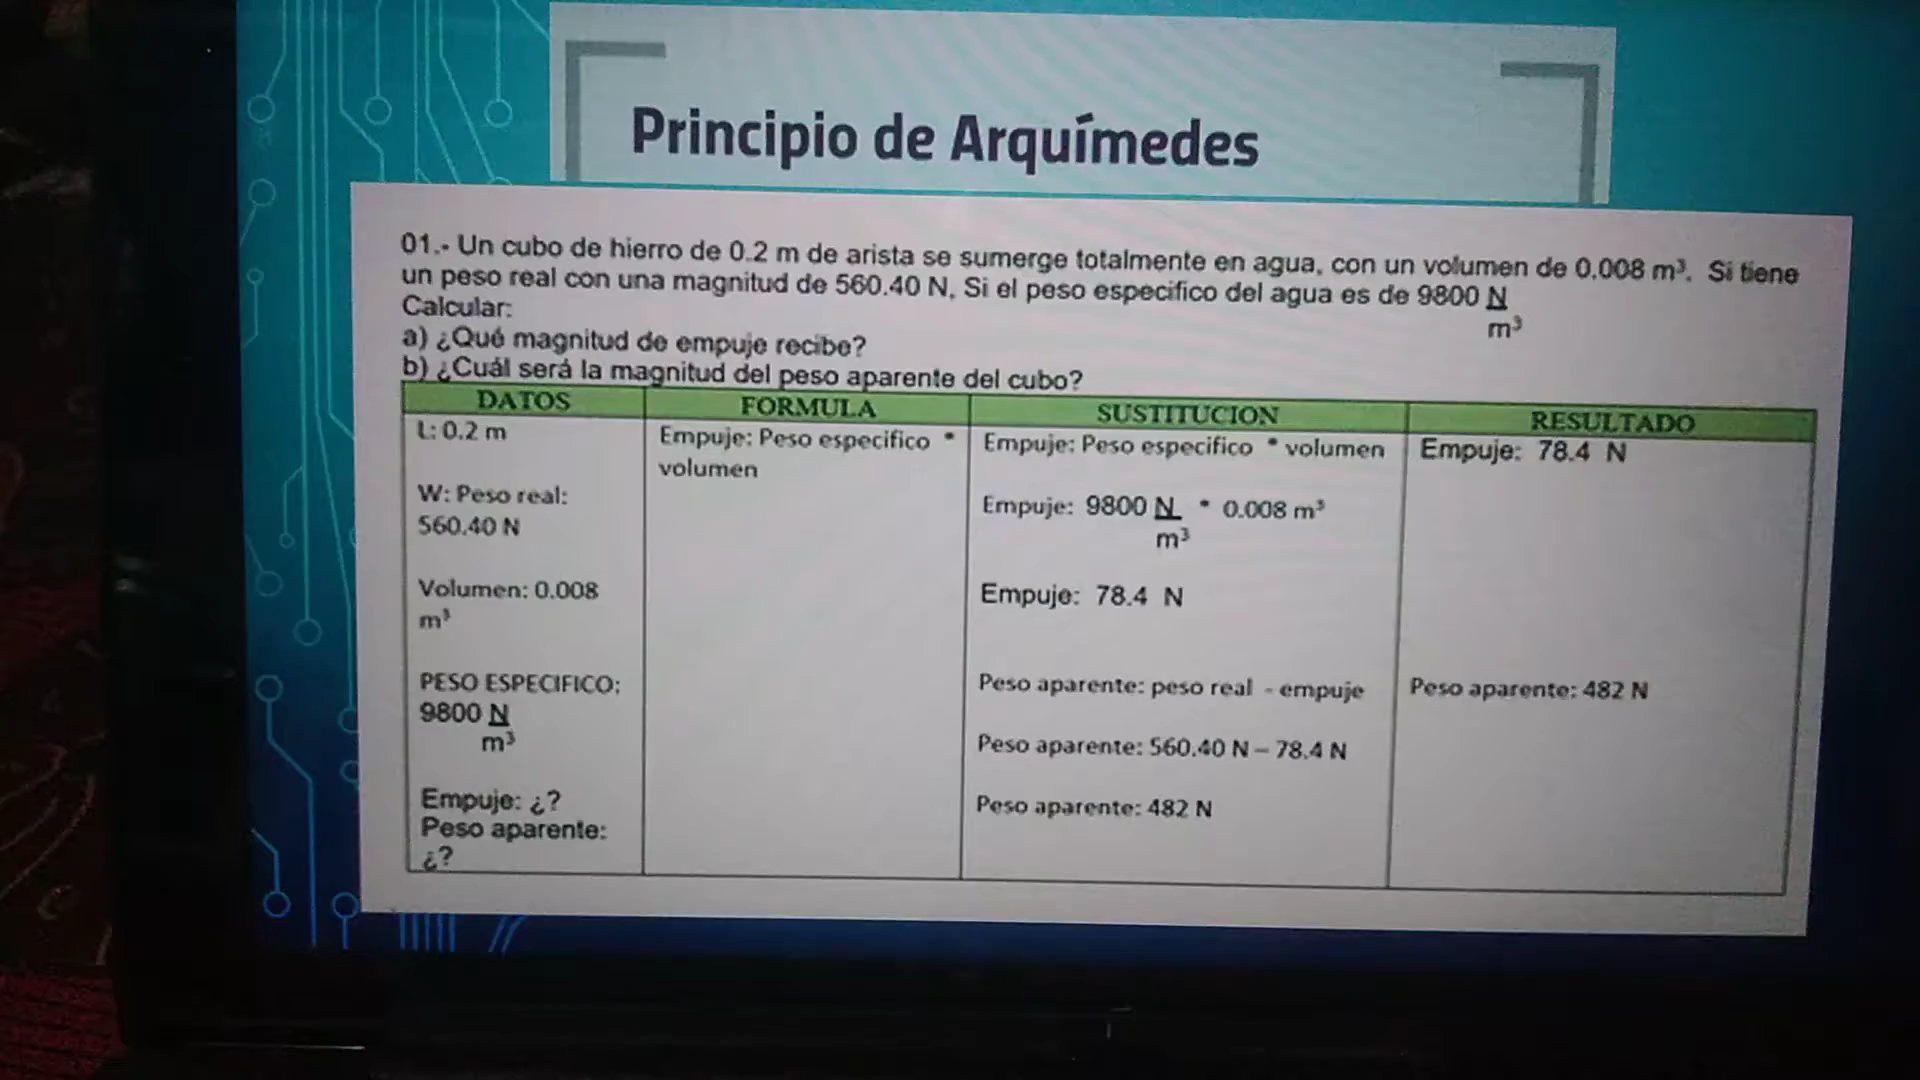 Principio de Arquímedes
01.- Un cubo de hierro de 0.2 m de arista se sumerge totalmente en agua, con un volumen de 0.008 m³. Si tiene
un peso real con una magnitud de 560.40 N, Si el peso especifico del agua es de 9800 N
m³
Calcular:
a) ¿Qué magnitud de empuje recibe?
b) ¿Cuál será la magnitud del peso aparente del cubo?
DATOS
L: 0.2 m
W: Peso real:
560.40 N
Volumen: 0.008
m³
PESO ESPECIFICO:
9800 N
m³
Empuje: ¿?
Peso aparente:
¿?
FORMULA
Empuje: Peso especifico *
volumen
SUSTITUCION
Empuje: Peso especifico * volumen
Empuje: 9800 N * 0.008 m³
m³
Empuje: 78.4 N
Peso aparente: peso real - empuje
Peso aparente: 560.40 N – 78.4 N
Peso aparente: 482 N
RESULTADO
Empuje: 78.4 N
Peso aparente: 482 N